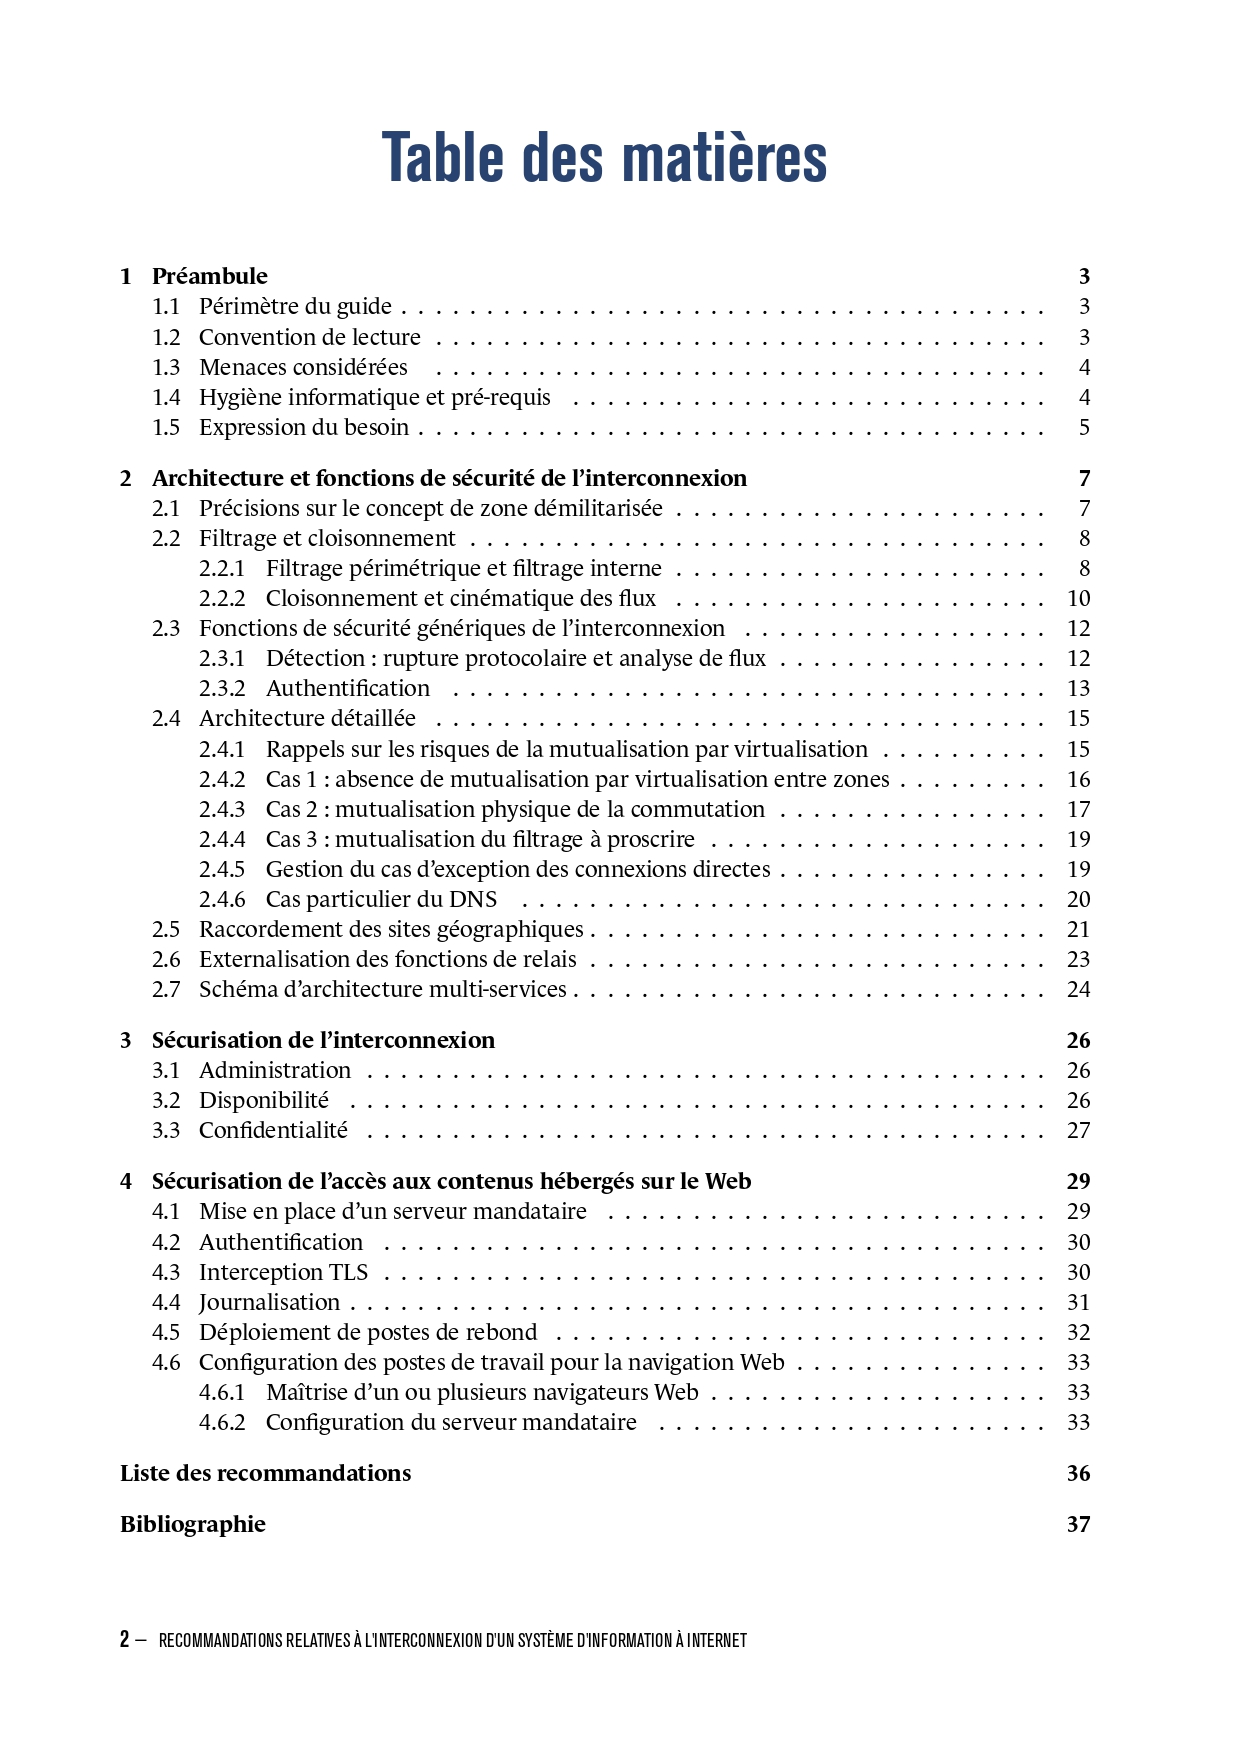 Table des matières
1 Préambule 3
1.1 Périmètre du guide . . . . . . . . . . . . . . . . . . . . . . . . . . . . . . . . . . . . . . 3
1.2 Convention de lecture . . . . . . . . . . . . . . . . . . . . . . . . . . . . . . . . . . . . 3
1.3 Menaces considérées . . . . . . . . . . . . . . . . . . . . . . . . . . . . . . . . . . . . 4
1.4 Hygiène informatique et pré-requis . . . . . . . . . . . . . . . . . . . . . . . . . . . . 4
1.5 Expression du besoin . . . . . . . . . . . . . . . . . . . . . . . . . . . . . . . . . . . . . 5
2 Architecture et fonctions de sécurité de l’interconnexion 7
2.1 Précisions sur le concept de zone démilitarisée . . . . . . . . . . . . . . . . . . . . . . 7
2.2 Filtrage et cloisonnement . . . . . . . . . . . . . . . . . . . . . . . . . . . . . . . . . . 8
2.2.1 Filtrage périmétrique et filtrage interne . . . . . . . . . . . . . . . . . . . . . . 8
2.2.2 Cloisonnement et cinématique des flux . . . . . . . . . . . . . . . . . . . . . . 10
2.3 Fonctions de sécurité génériques de l’interconnexion . . . . . . . . . . . . . . . . . . 12
2.3.1 Détection : rupture protocolaire et analyse de flux . . . . . . . . . . . . . . . . 12
2.3.2 Authentification . . . . . . . . . . . . . . . . . . . . . . . . . . . . . . . . . . . 13
2.4 Architecture détaillée . . . . . . . . . . . . . . . . . . . . . . . . . . . . . . . . . . . . 15
2.4.1 Rappels sur les risques de la mutualisation par virtualisation . . . . . . . . . . 15
2.4.2 Cas 1 : absence de mutualisation par virtualisation entre zones . . . . . . . . . 16
2.4.3 Cas 2 : mutualisation physique de la commutation . . . . . . . . . . . . . . . . 17
2.4.4 Cas 3 : mutualisation du filtrage à proscrire . . . . . . . . . . . . . . . . . . . . 19
2.4.5 Gestion du cas d’exception des connexions directes . . . . . . . . . . . . . . . . 19
2.4.6 Cas particulier du DNS . . . . . . . . . . . . . . . . . . . . . . . . . . . . . . . 20
2.5 Raccordement des sites géographiques . . . . . . . . . . . . . . . . . . . . . . . . . . . 21
2.6 Externalisation des fonctions de relais . . . . . . . . . . . . . . . . . . . . . . . . . . . 23
2.7 Schéma d’architecture multi-services . . . . . . . . . . . . . . . . . . . . . . . . . . . . 24
3 Sécurisation de l’interconnexion 26
3.1 Administration . . . . . . . . . . . . . . . . . . . . . . . . . . . . . . . . . . . . . . . . 26
3.2 Disponibilité . . . . . . . . . . . . . . . . . . . . . . . . . . . . . . . . . . . . . . . . . 26
3.3 Confidentialité . . . . . . . . . . . . . . . . . . . . . . . . . . . . . . . . . . . . . . . . 27
4 Sécurisation de l’accès aux contenus hébergés sur le Web 29
4.1 Mise en place d’un serveur mandataire . . . . . . . . . . . . . . . . . . . . . . . . . . 29
4.2 Authentification . . . . . . . . . . . . . . . . . . . . . . . . . . . . . . . . . . . . . . . 30
4.3 Interception TLS . . . . . . . . . . . . . . . . . . . . . . . . . . . . . . . . . . . . . . . 30
4.4 Journalisation . . . . . . . . . . . . . . . . . . . . . . . . . . . . . . . . . . . . . . . . . 31
4.5 Déploiement de postes de rebond . . . . . . . . . . . . . . . . . . . . . . . . . . . . . 32
4.6 Configuration des postes de travail pour la navigation Web . . . . . . . . . . . . . . . 33
4.6.1 Maîtrise d’un ou plusieurs navigateurs Web . . . . . . . . . . . . . . . . . . . . 33
4.6.2 Configuration du serveur mandataire . . . . . . . . . . . . . . . . . . . . . . . 33
Liste des recommandations 36
Bibliographie 37
2 – RECOMMANDATIONS RELATIVES À L'INTERCONNEXION D'UN SYSTÈME D'INFORMATION À INTERNET